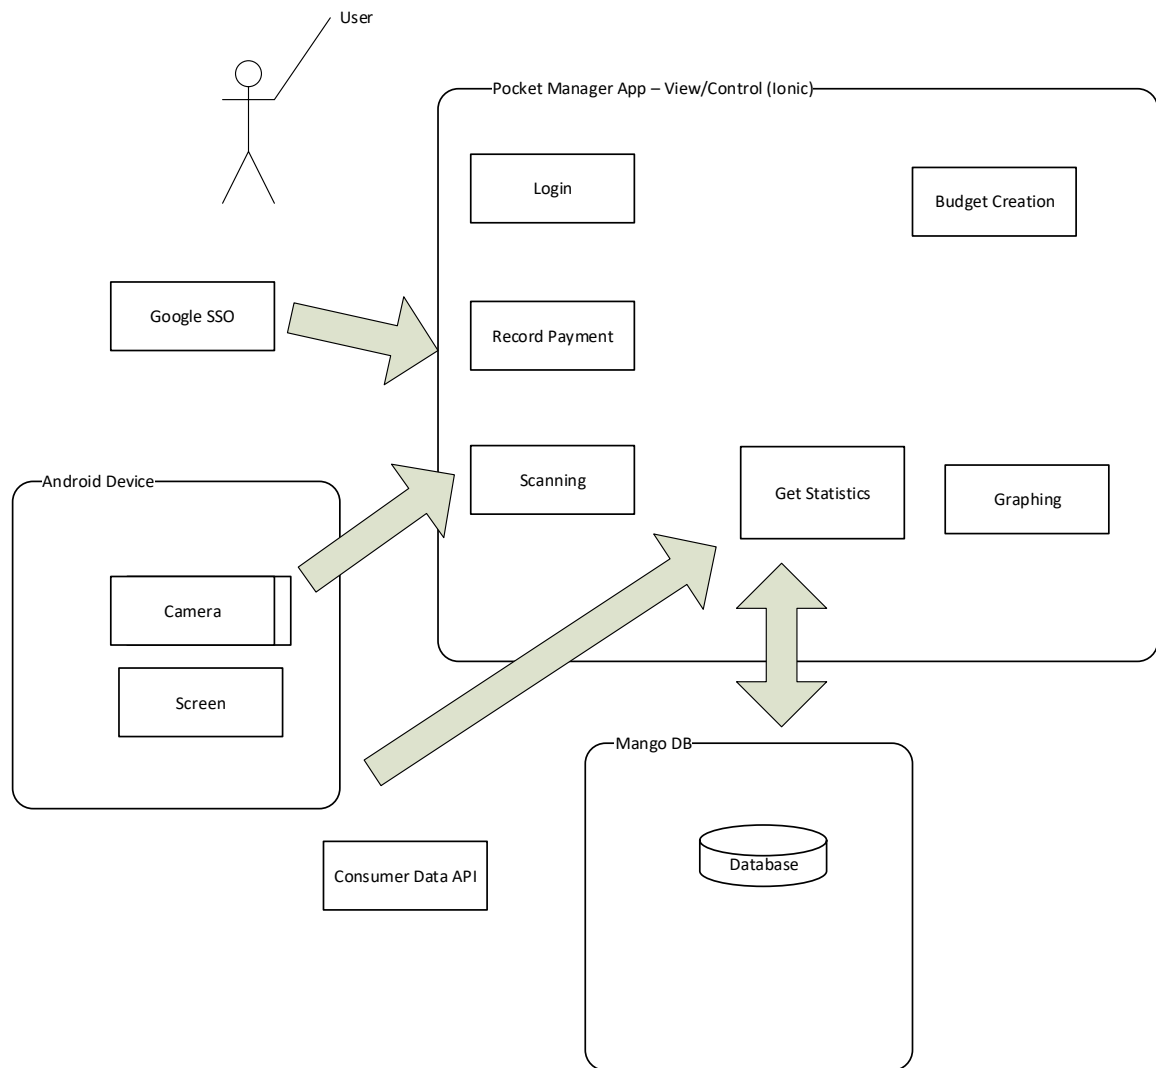 User
Pocket Manager App – View/Control (Ionic)
Login
Budget Creation
Google SSO
Record Payment
Android Device
Scanning
Get Statistics
Graphing
Camera
Screen
Mango DB
Consumer Data API
Database